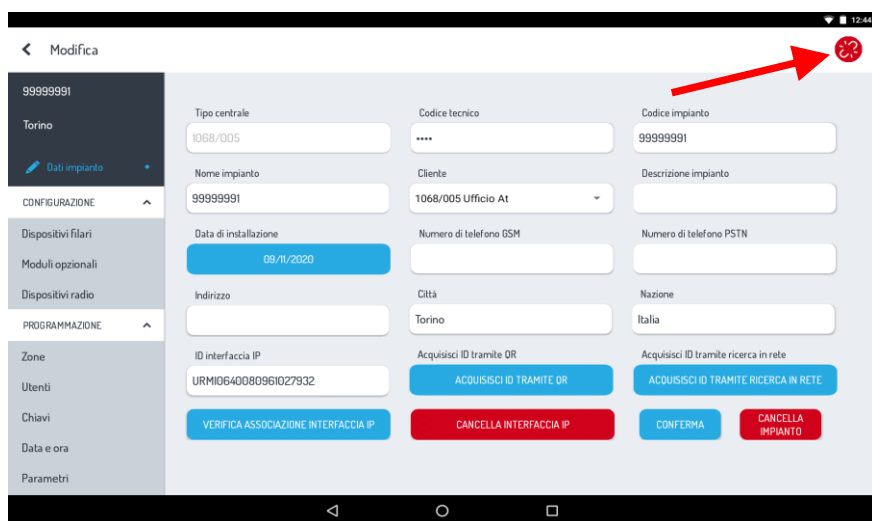 12:44
Modifica
99999991
Torino
Dati impianto
CONFIGURAZIONE
Dispositivi filari
Moduli opzionali
Dispositivi radio
PROGRAMMAZIONE
Zone
Utenti
Chiavi
Data e ora
Parametri
Tipo centrale
Codice tecnico
Codice impianto
1068/005
••••
99999991
Nome impianto
Cliente
Descrizione impianto
99999991
1068/005 Ufficio At
Data di installazione
Numero di telefono GSM
Numero di telefono PSTN
09/11/2020
Indirizzo
Città
Nazione
Torino
Italia
ID interfaccia IP
Acquisisci ID tramite QR
Acquisisci ID tramite ricerca in rete
URMI0640080961027932
ACQUISISCI ID TRAMITE QR
ACQUISISCI ID TRAMITE RICERCA IN RETE
VERIFICA ASSOCIAZIONE INTERFACCIA IP
CANCELLA INTERFACCIA IP
CONFERMA
CANCELLA
IMPIANTO